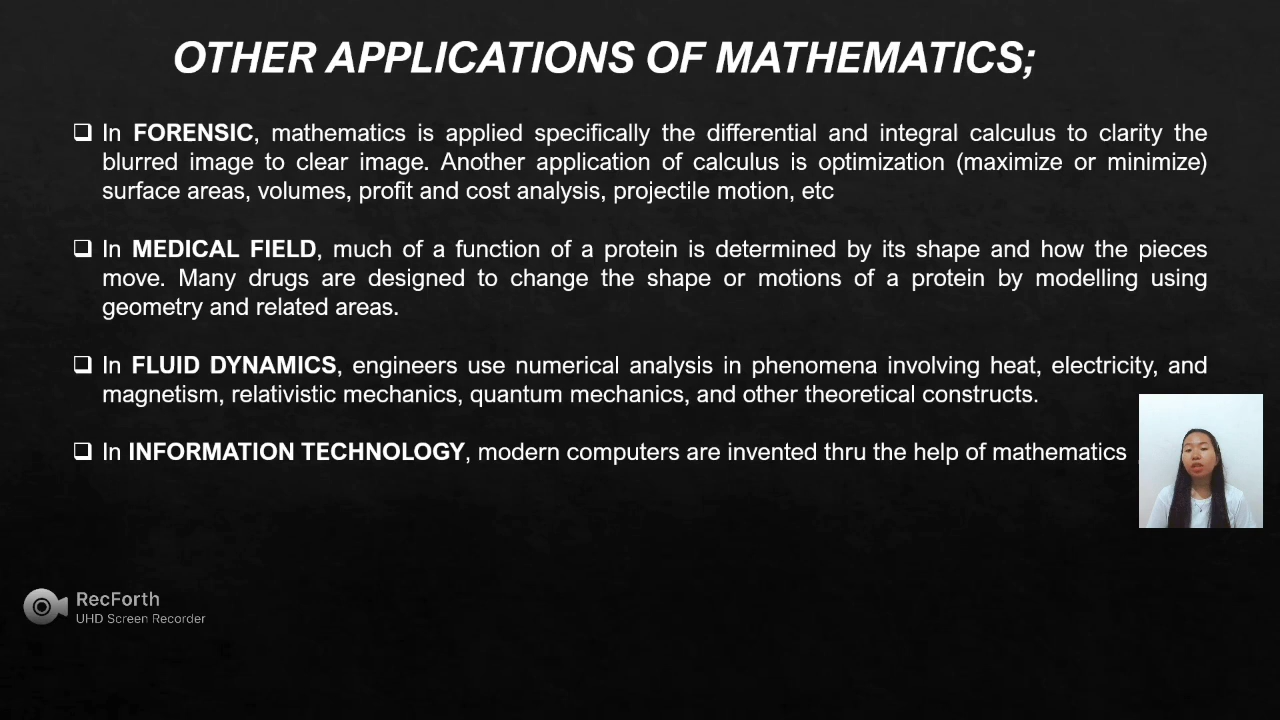 OTHER APPLICATIONS OF MATHEMATICS;
In FORENSIC, mathematics is applied specifically the differential and integral calculus to clarity the
blurred image to clear image. Another application of calculus is optimization (maximize or minimize)
surface areas, volumes, profit and cost analysis, projectile motion, etc
In MEDICAL FIELD, much of a function of a protein is determined by its shape and how the pieces
move. Many drugs are designed to change the shape or motions of a protein by modelling using
geometry and related areas.
In FLUID DYNAMICS, engineers use numerical analysis in phenomena involving heat, electricity, and
magnetism, relativistic mechanics, quantum mechanics, and other theoretical constructs.
In INFORMATION TECHNOLOGY, modern computers are invented thru the help of mathematics
RecForth
UHD Screen Recorder